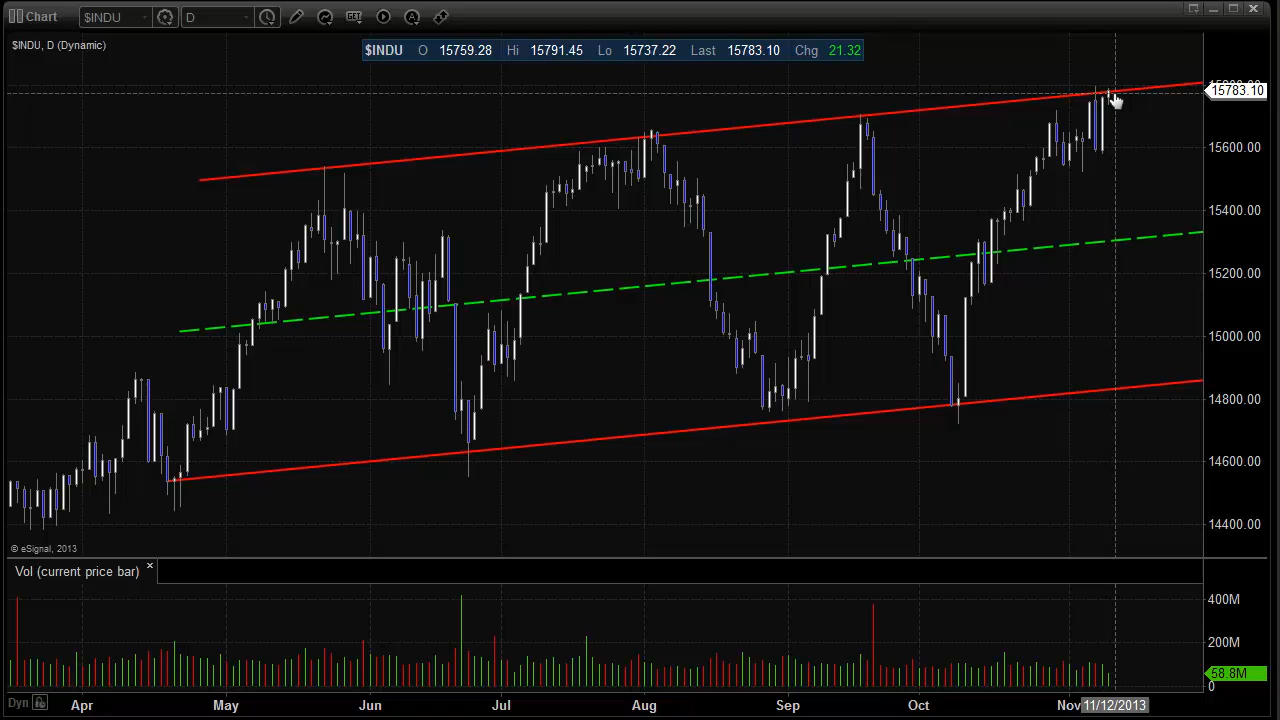 Chart $INDU D GET A
$INDU, D (Dynamic)
$INDU O 15759.28 Hi 15791.45 Lo 15737.22 Last 15783.10 Chg 21.32
15783.10
15600.00
15400.00
15200.00
15000.00
14800.00
14600.00
14400.00
© eSignal, 2013
Vol (current price bar)
400M
200M
58.8M
0
Dyn Apr May Jun Jul Aug Sep Oct Nov 11/12/2013